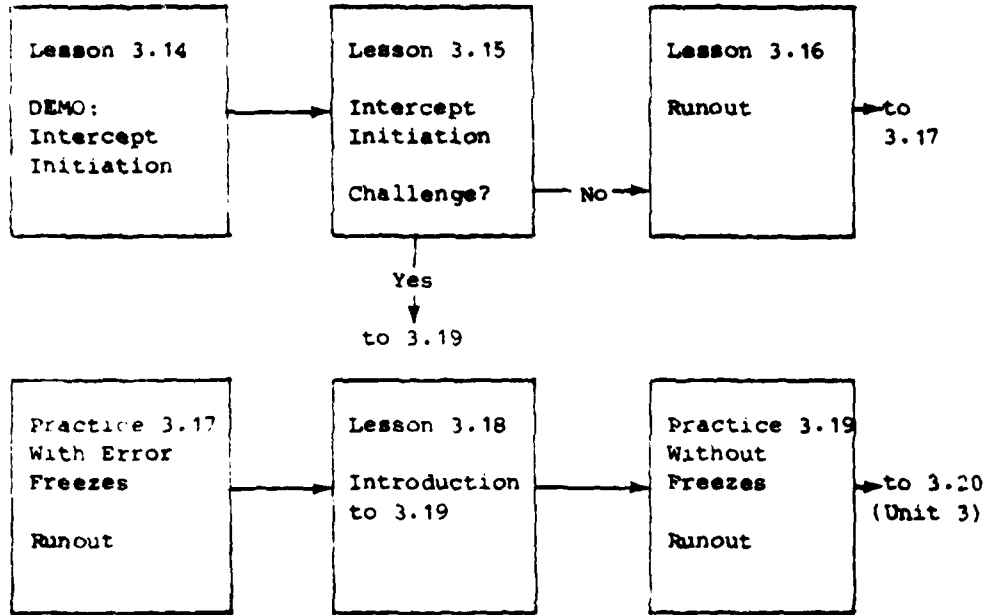 Lesson 3.14
DEMO:
Intercept
Initiation
Lesson 3.15
Intercept
Initiation
Challenge?
No
Lesson 3.16
Runout
to
3.17
Yes
to 3.19
Practice 3.17
With Error
Freezes
Runout
Lesson 3.18
Introduction
to 3.19
Practice 3.19
Without
Freezes
Runout
to 3.20
(Unit 3)